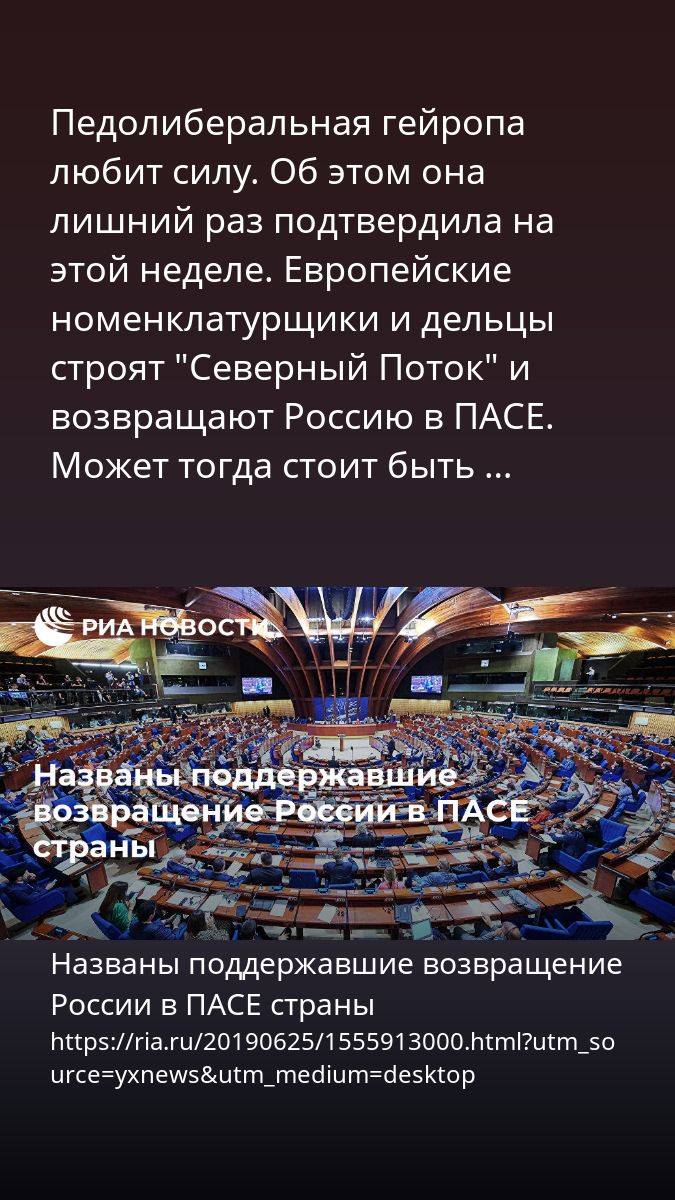 Педолиберальная гейропа
любит силу. Об этом она
лишний раз подтвердила на
этой неделе. Европейские
номенклатурщики и дельцы
строят "Северный Поток" и
возвращают Россию в ПАСЕ.
Может тогда стоит быть ...
РИА НОВОСТИ
Названы поддержавшие
возвращение России в ПАСЕ
страны
Названы поддержавшие возвращение
России в ПАСЕ страны
https://ria.ru/20190625/1555913000.html?utm_so
urce=yxnews&utm_medium=desktop